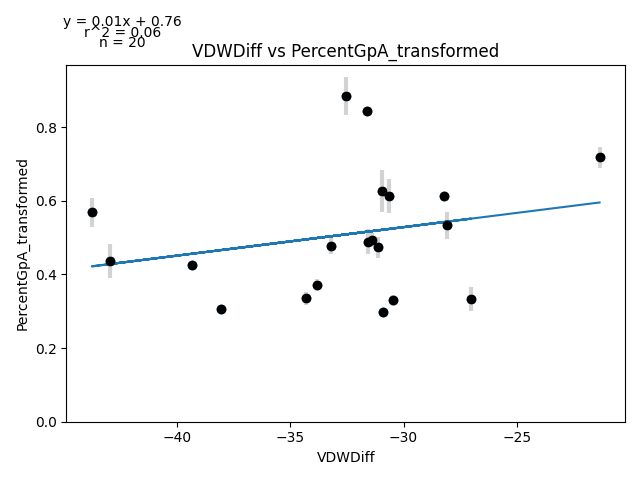 y = 0.01x + 0.76
r^2 = 0.06
n = 20
VDWDiff vs PercentGpA_transformed
PercentGpA_transformed
0.8
0.6
0.4
0.2
0.0
−40
−35
−30
−25
VDWDiff